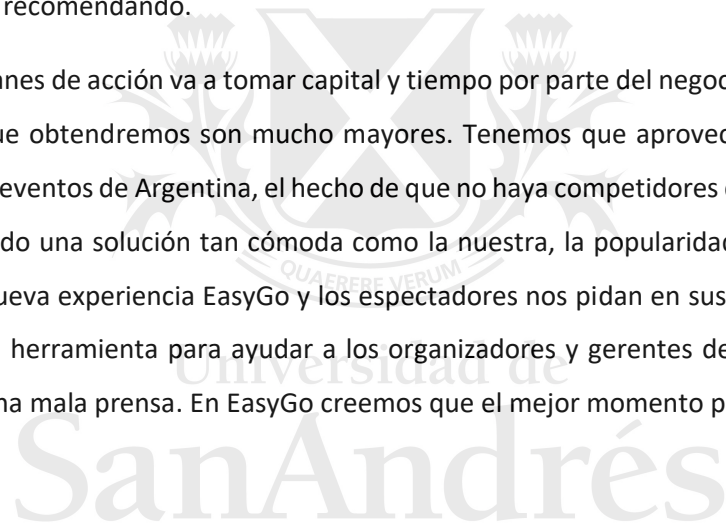 recomendando.
nes de acción va a tomar capital y tiempo por parte del negoc
ue obtendremos son mucho mayores. Tenemos que aprovec
eventos de Argentina, el hecho de que no haya competidores
do una solución tan cómoda como la nuestra, la popularidad
QUAERERE VERUM
ueva experiencia EasyGo y los espectadores nos pidan en sus
herramienta para ayudar a los organizadores y gerentes de
Universidad de
na mala prensa. En EasyGo creemos que el mejor momento p
SanAndrés